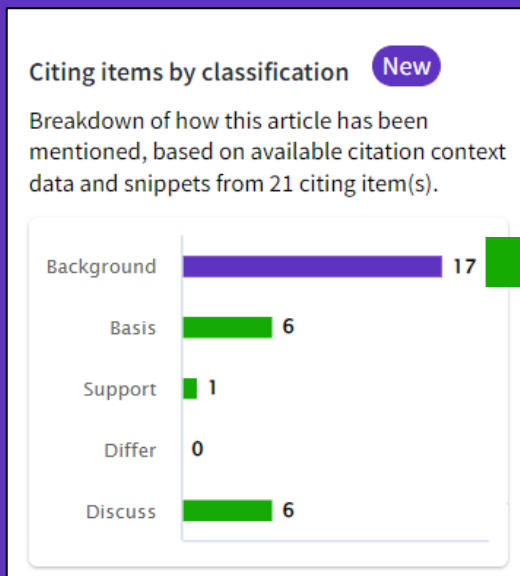 Citing items by classification New
Breakdown of how this article has been
mentioned, based on available citation context
data and snippets from 21 citing item(s).
Background 17
Basis 6
Support 1
Differ 0
Discuss 6